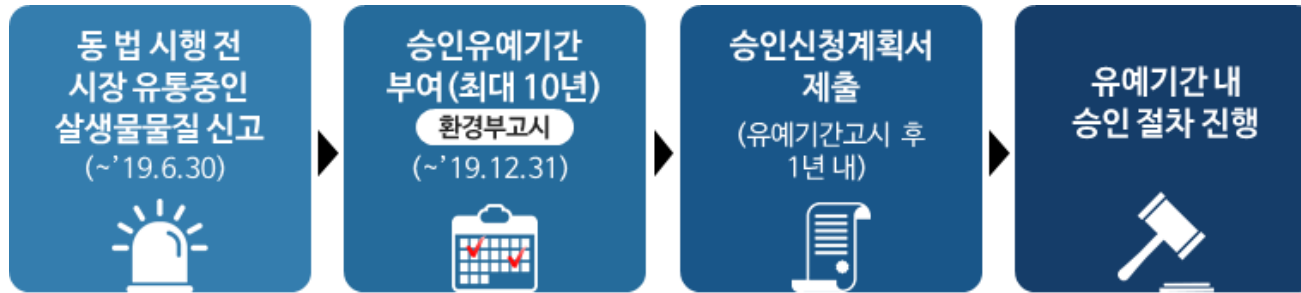 동 법 시행 전
시장 유통중인
살생물물질 신고
(~’19.6.30)
승인유예기간
부여(최대 10년)
환경부고시
(~’19.12.31)
승인신청계획서
제출
(유예기간고시 후
1년 내)
유예기간 내
승인 절차 진행